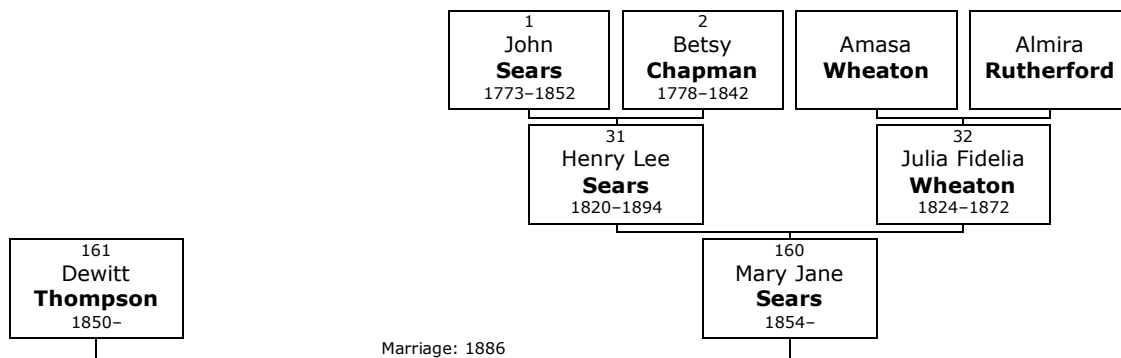 1
John
Sears
1773–1852
2
Betsy
Chapman
1778–1842
Amasa
Wheaton
Almira
Rutherford
31
Henry Lee
Sears
1820–1894
32
Julia Fidelia
Wheaton
1824–1872
161
Dewitt
Thompson
1850–
160
Mary Jane
Sears
1854–
Marriage: 1886